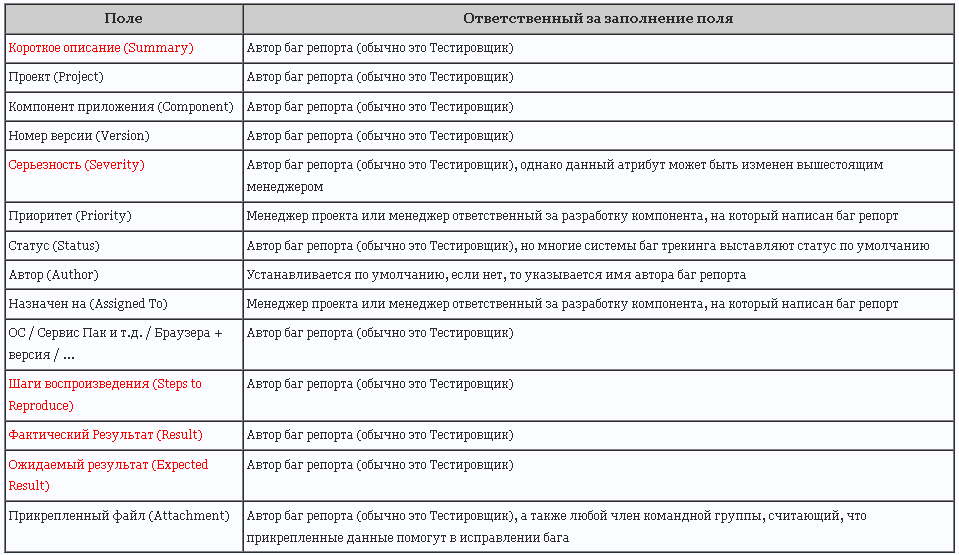 Поле Ответственный за заполнение поля
Короткое описание (Summary) Автор баг репорта (обычно это Тестировщик)
Проект (Project) Автор баг репорта (обычно это Тестировщик)
Компонент приложения (Component) Автор баг репорта (обычно это Тестировщик)
Номер версии (Version) Автор баг репорта (обычно это Тестировщик)
Серьезность (Severity) Автор баг репорта (обычно это Тестировщик), однако данный атрибут может быть изменен вышестоящим
менеджером
Приоритет (Priority) Менеджер проекта или менеджер ответственный за разработку компонента, на который написан баг репорт
Статус (Status) Автор баг репорта (обычно это Тестировщик), но многие системы баг трекинга выставляют статус по умолчанию
Автор (Author) Устанавливается по умолчанию, если нет, то указывается имя автора баг репорта
Назначен на (Assigned To) Менеджер проекта или менеджер ответственный за разработку компонента, на который написан баг репорт
ОС / Сервис Пак и т.д. / Браузера + Автор баг репорта (обычно это Тестировщик)
версия / ...
Шаги воспроизведения (Steps to Автор баг репорта (обычно это Тестировщик)
Reproduce)
Фактический Результат (Result) Автор баг репорта (обычно это Тестировщик)
Ожидаемый результат (Expected Автор баг репорта (обычно это Тестировщик)
Result)
Прикрепленный файл (Attachment) Автор баг репорта (обычно это Тестировщик), а также любой член командной группы, считающий, что
прикрепленные данные помогут в исправлении бага